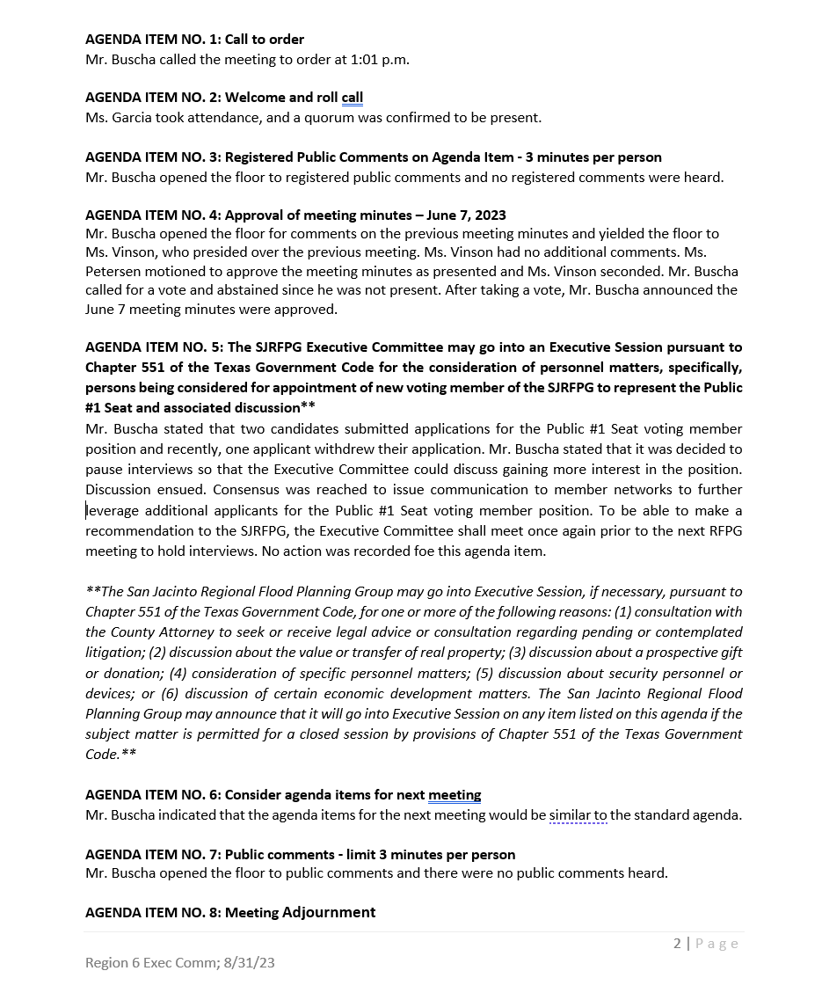 AGENDA ITEM NO. 1: Call to order
Mr. Buscha called the meeting to order at 1:01 p.m.
AGENDA ITEM NO. 2: Welcome and roll call
Ms. Garcia took attendance, and a quorum was confirmed to be present.
AGENDA ITEM NO. 3: Registered Public Comments on Agenda Item - 3 minutes per person
Mr. Buscha opened the floor to registered public comments and no registered comments were heard.
AGENDA ITEM NO. 4: Approval of meeting minutes – June 7, 2023
Mr. Buscha opened the floor for comments on the previous meeting minutes and yielded the floor to
Ms. Vinson, who presided over the previous meeting. Ms. Vinson had no additional comments. Ms.
Petersen motioned to approve the meeting minutes as presented and Ms. Vinson seconded. Mr. Buscha
called for a vote and abstained since he was not present. After taking a vote, Mr. Buscha announced the
June 7 meeting minutes were approved.
AGENDA ITEM NO. 5: The SJRFPG Executive Committee may go into an Executive Session pursuant to
Chapter 551 of the Texas Government Code for the consideration of personnel matters, specifically,
persons being considered for appointment of new voting member of the SJRFPG to represent the Public
#1 Seat and associated discussion**
Mr. Buscha stated that two candidates submitted applications for the Public #1 Seat voting member
position and recently, one applicant withdrew their application. Mr. Buscha stated that it was decided to
pause interviews so that the Executive Committee could discuss gaining more interest in the position.
Discussion ensued. Consensus was reached to issue communication to member networks to further
leverage additional applicants for the Public #1 Seat voting member position. To be able to make a
recommendation to the SJRFPG, the Executive Committee shall meet once again prior to the next RFPG
meeting to hold interviews. No action was recorded foe this agenda item.
**The San Jacinto Regional Flood Planning Group may go into Executive Session, if necessary, pursuant to
Chapter 551 of the Texas Government Code, for one or more of the following reasons: (1) consultation with
the County Attorney to seek or receive legal advice or consultation regarding pending or contemplated
litigation; (2) discussion about the value or transfer of real property; (3) discussion about a prospective gift
or donation; (4) consideration of specific personnel matters; (5) discussion about security personnel or
devices; or (6) discussion of certain economic development matters. The San Jacinto Regional Flood
Planning Group may announce that it will go into Executive Session on any item listed on this agenda if the
subject matter is permitted for a closed session by provisions of Chapter 551 of the Texas Government
Code.**
AGENDA ITEM NO. 6: Consider agenda items for next meeting
Mr. Buscha indicated that the agenda items for the next meeting would be similar to the standard agenda.
AGENDA ITEM NO. 7: Public comments - limit 3 minutes per person
Mr. Buscha opened the floor to public comments and there were no public comments heard.
AGENDA ITEM NO. 8: Meeting Adjournment
2 | Page
Region 6 Exec Comm; 8/31/23